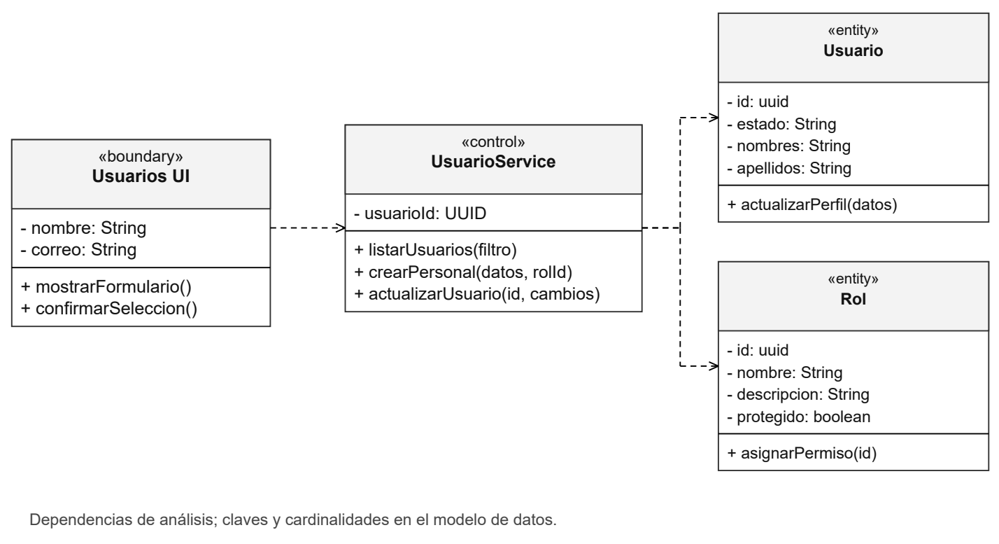 «boundary»
Usuarios UI
- nombre: String
- correo: String
+ mostrarFormulario()
+ confirmarSeleccion()
«control»
UsuarioService
- usuarioId: UUID
+ listarUsuarios(filtro)
+ crearPersonal(datos, rolId)
+ actualizarUsuario(id, cambios)
«entity»
Usuario
- id: uuid
- estado: String
- nombres: String
- apellidos: String
+ actualizarPerfil(datos)
«entity»
Rol
- id: uuid
- nombre: String
- descripcion: String
- protegido: boolean
+ asignarPermiso(id)
Dependencias de análisis; claves y cardinalidades en el modelo de datos.